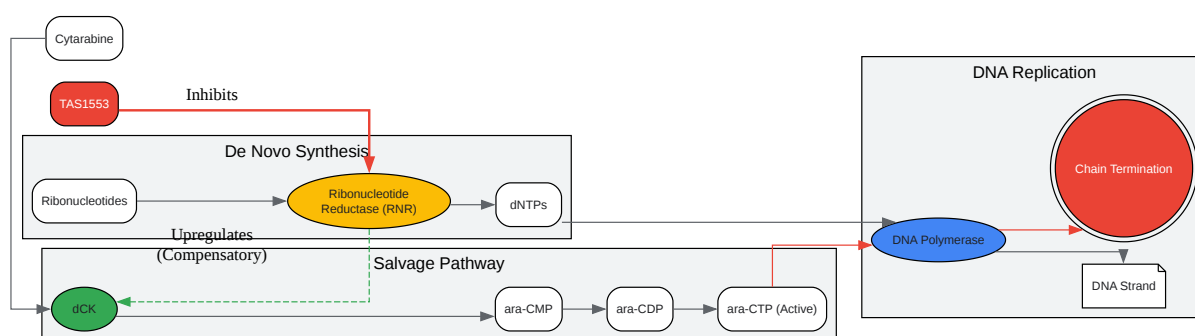 Cytarabine
TAS1553
Inhibits
De Novo Synthesis
Ribonucleotides
Ribonucleotide
Reductase (RNR)
dNTPs
Upregulates
(Compensatory)
Salvage Pathway
dCK
ara-CMP
ara-CDP
ara-CTP (Active)
DNA Replication
Chain Termination
DNA Polymerase
DNA Strand